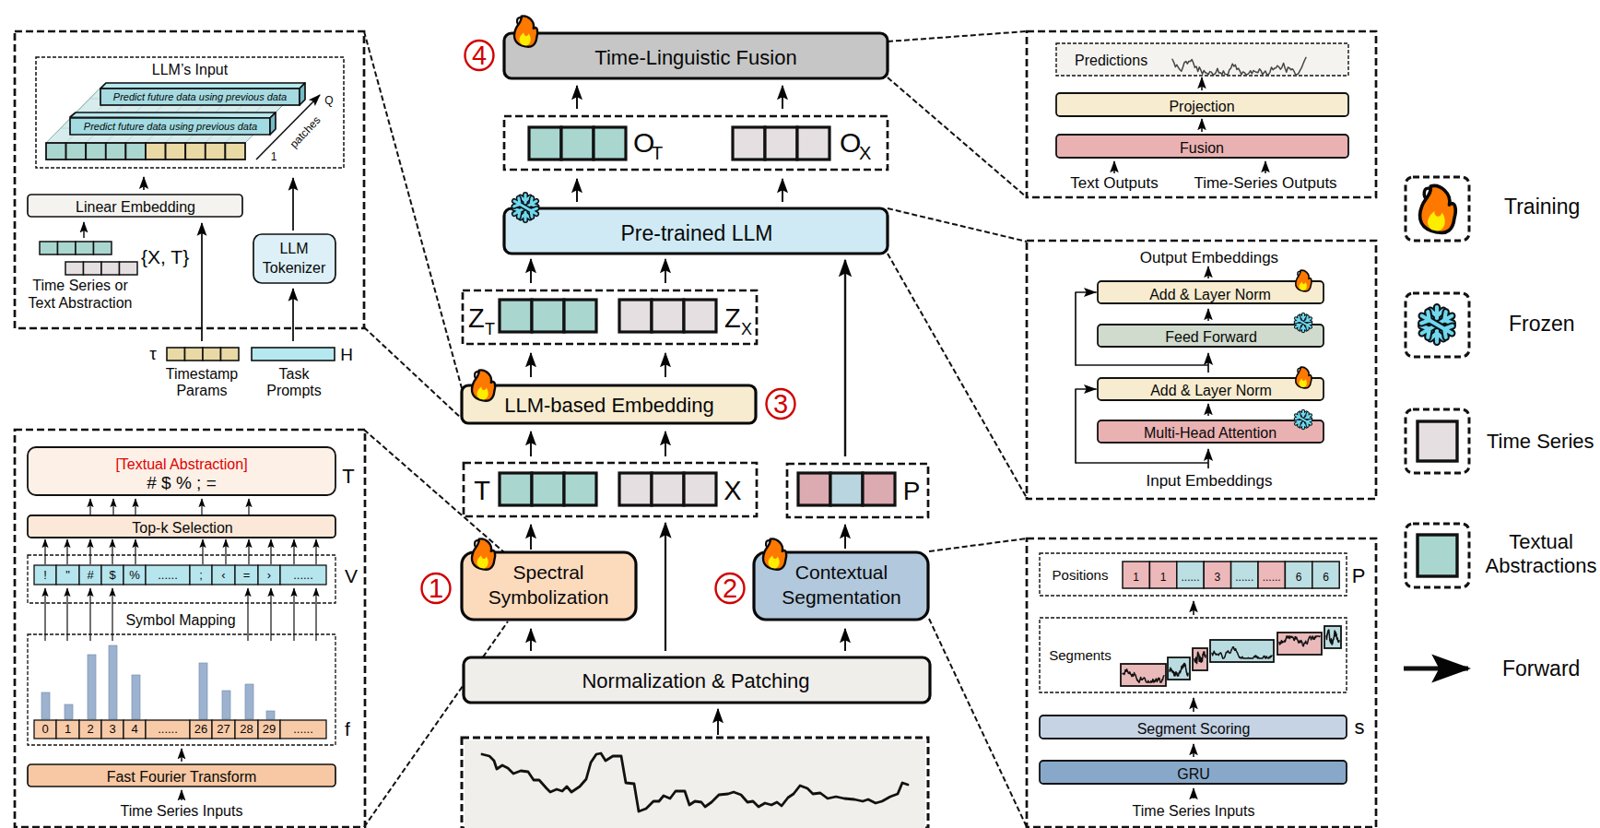 LLM's Input
Predict future data using previous data
Predict future data using previous data
Q
patches
1
Linear Embedding
{X, T}
Time Series or
Text Abstraction
LLM
Tokenizer
τ
H
Timestamp
Params
Task
Prompts
[Textual Abstraction]
# $ % ; =
T
Top-k Selection
! " # $ % ...... ; ‹ = › ......
V
Symbol Mapping
0 1 2 3 4 ...... 26 27 28 29 ......
f
Fast Fourier Transform
Time Series Inputs
4
Time-Linguistic Fusion
O_T
O_X
Pre-trained LLM
Z_T
Z_X
LLM-based Embedding
3
T
X
P
1
Spectral
Symbolization
2
Contextual
Segmentation
Normalization & Patching
Predictions
Projection
Fusion
Text Outputs
Time-Series Outputs
Output Embeddings
Add & Layer Norm
Feed Forward
Add & Layer Norm
Multi-Head Attention
Input Embeddings
Positions
1 1 ...... 3 ...... ...... 6 6
P
Segments
Segment Scoring
s
GRU
Time Series Inputs
Training
Frozen
Time Series
Textual
Abstractions
Forward